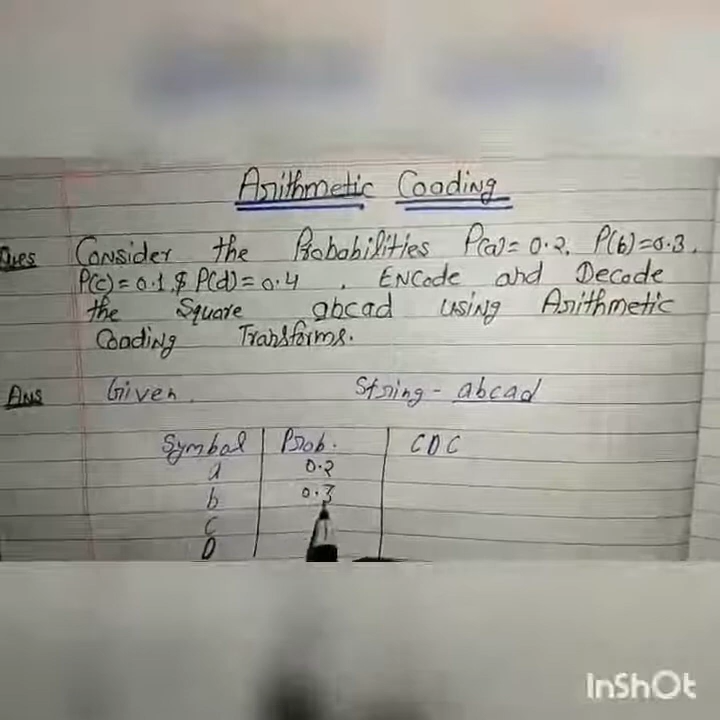 Arithmetic Coading
Ques Consider the Probabilities P(a)=0.2, P(b)=0.3,
P(c)=0.1 $ P(d)=0.4 . Encode and Decode
the Square abcad using Arithmetic
Coading Transforms.
Ans Given. String - abcad
Symbal Prob. CDC
a 0.2
b 0.3
C
D
InShOt